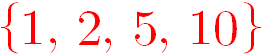 {1, 2, 5, 10}